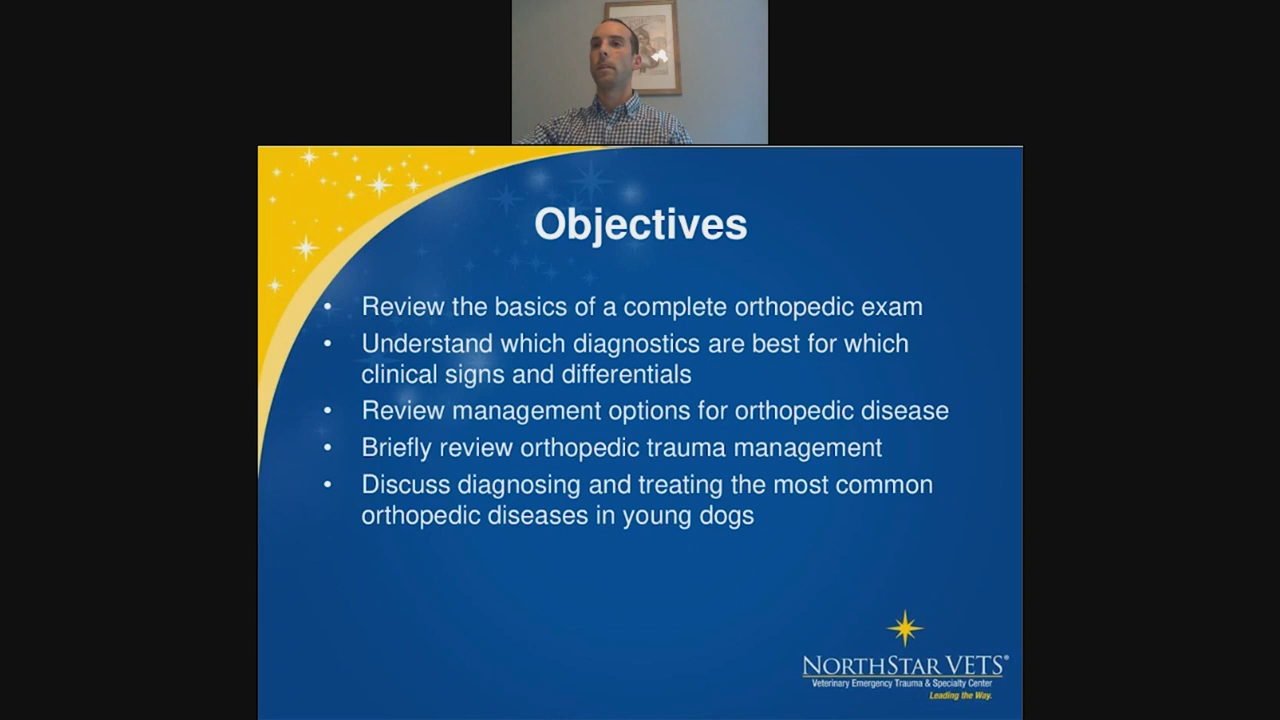 Objectives
• Review the basics of a complete orthopedic exam
• Understand which diagnostics are best for which
clinical signs and differentials
• Review management options for orthopedic disease
• Briefly review orthopedic trauma management
• Discuss diagnosing and treating the most common
orthopedic diseases in young dogs
NORTHSTAR VETS®
Veterinary Emergency Trauma & Specialty Center
Leading the Way.